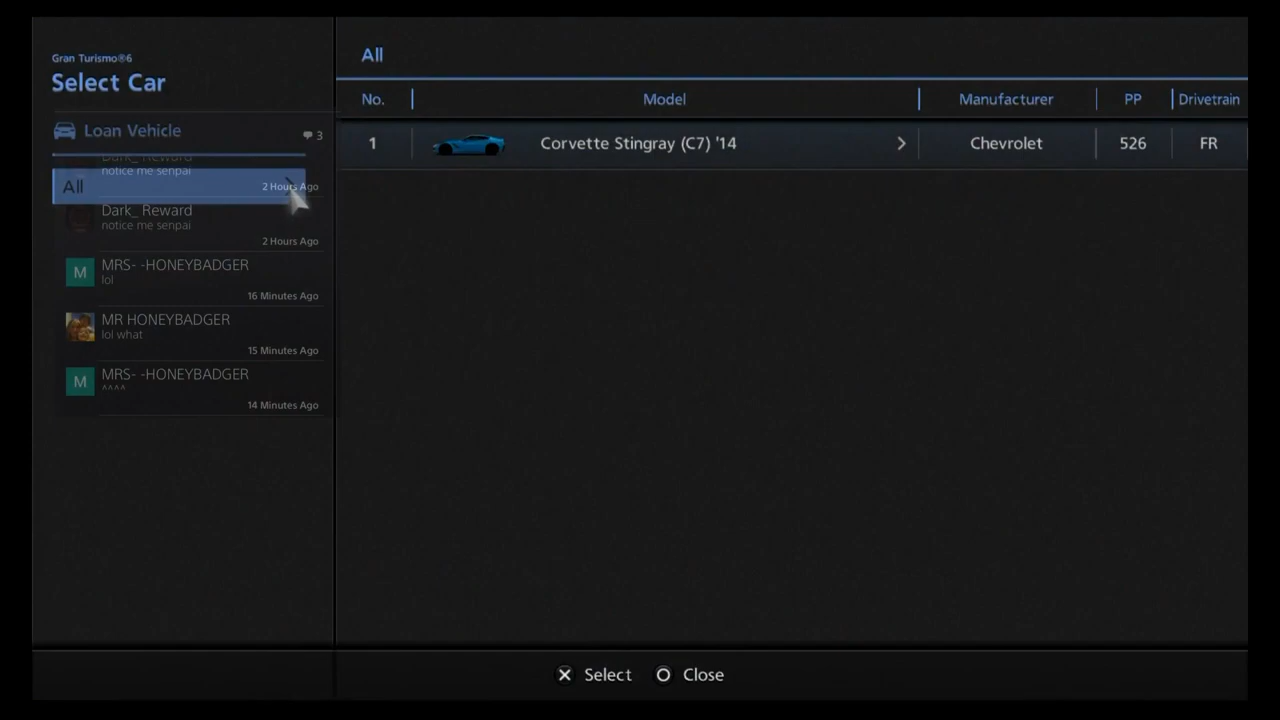 Gran Turismo®6
Select Car
Loan Vehicle
3
Dark_ Reward
notice me senpai
All
2 Hours Ago
Dark_ Reward
notice me senpai
2 Hours Ago
M
MRS- -HONEYBADGER
lol
16 Minutes Ago
MR HONEYBADGER
lol what
15 Minutes Ago
M
MRS- -HONEYBADGER
^^^^
14 Minutes Ago
All
No. Model Manufacturer PP Drivetrain
1 Corvette Stingray (C7) '14 Chevrolet 526 FR
Select Close